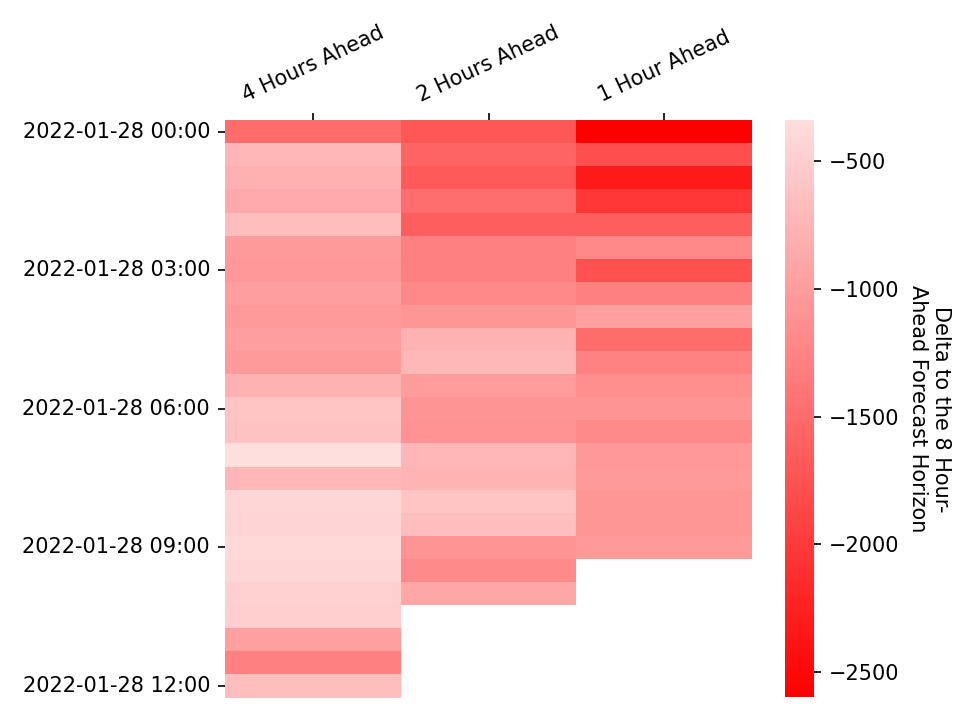 4 Hours Ahead
2 Hours Ahead
1 Hour Ahead
2022-01-28 00:00
2022-01-28 03:00
2022-01-28 06:00
2022-01-28 09:00
2022-01-28 12:00
−500
−1000
−1500
−2000
−2500
Delta to the 8 Hour-
Ahead Forecast Horizon